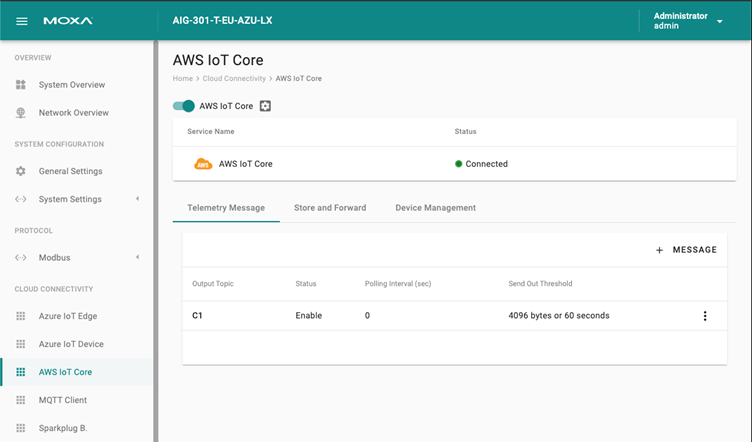 MOXA
AIG-301-T-EU-AZU-LX
Administrator
admin
OVERVIEW
System Overview
Network Overview
SYSTEM CONFIGURATION
General Settings
System Settings
PROTOCOL
Modbus
CLOUD CONNECTIVITY
Azure IoT Edge
Azure IoT Device
AWS IoT Core
MQTT Client
Sparkplug B.
AWS IoT Core
Home > Cloud Connectivity > AWS IoT Core
AWS IoT Core
Service Name Status
AWS AWS IoT Core Connected
Telemetry Message Store and Forward Device Management
+ MESSAGE
Output Topic Status Polling Interval (sec) Send Out Threshold
C1 Enable 0 4096 bytes or 60 seconds